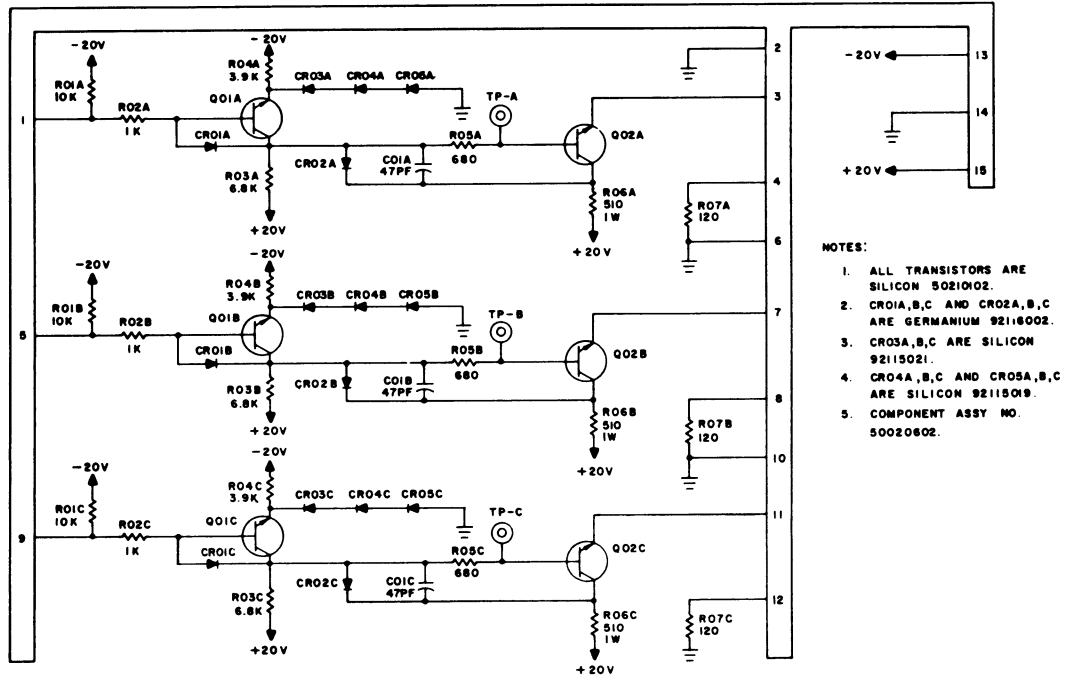 -20V
R01A
10K
1
R02A
1K
-20V
R04A
3.9K
Q01A
CR01A
R03A
6.8K
+20V
CR03A CR04A CR05A
CR02A
C01A
47PF
R05A
680
TP-A
Q02A
R06A
510
1W
+20V
2
3
4
R07A
120
6
-20V
R01B
10K
5
R02B
1K
-20V
R04B
3.9K
Q01B
CR01B
R03B
6.8K
+20V
CR03B CR04B CR05B
CR02B
C01B
47PF
R05B
680
TP-B
Q02B
R06B
510
1W
+20V
7
8
R07B
120
10
-20V
R01C
10K
9
R02C
1K
-20V
R04C
3.9K
Q01C
CR01C
R03C
6.8K
+20V
CR03C CR04C CR05C
CR02C
C01C
47PF
R05C
680
TP-C
Q02C
R06C
510
1W
+20V
11
12
R07C
120
-20V 13
14
+20V 15
NOTES:
1. ALL TRANSISTORS ARE
SILICON 50210102.
2. CR01A,B,C AND CR02A,B,C
ARE GERMANIUM 92116002.
3. CR03A,B,C ARE SILICON
92115021.
4. CR04A,B,C AND CR05A,B,C
ARE SILICON 92115019.
5. COMPONENT ASSY NO.
50020602.